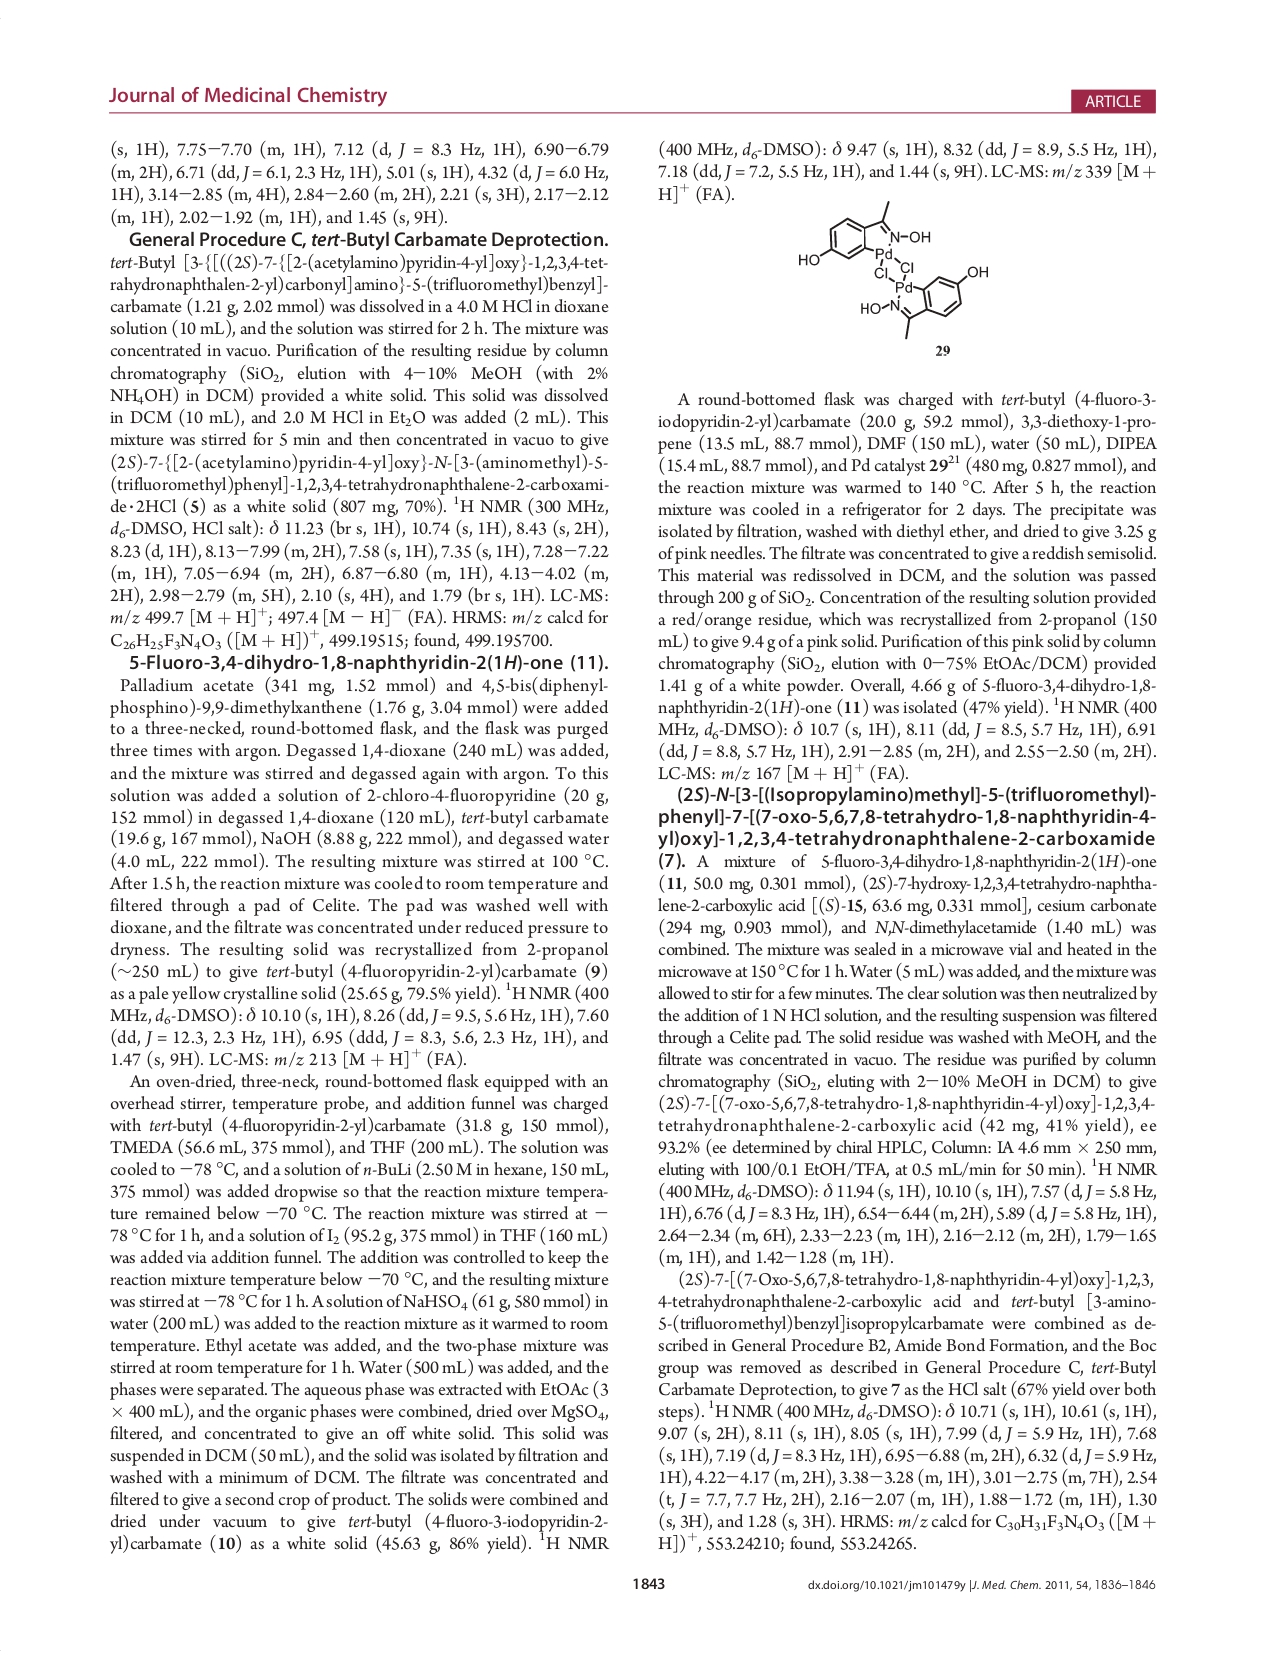 Journal of Medicinal Chemistry
ARTICLE
(s, 1H), 7.75−7.70 (m, 1H), 7.12 (d, J = 8.3 Hz, 1H), 6.90−6.79
(m, 2H), 6.71 (dd, J = 6.1, 2.3 Hz, 1H), 5.01 (s, 1H), 4.32 (d, J = 6.0 Hz,
1H), 3.14−2.85 (m, 4H), 2.84−2.60 (m, 2H), 2.21 (s, 3H), 2.17−2.12
(m, 1H), 2.02−1.92 (m, 1H), and 1.45 (s, 9H).
General Procedure C, tert-Butyl Carbamate Deprotection.
tert-Butyl [3-{[((2S)-7-{[2-(acetylamino)pyridin-4-yl]oxy}-1,2,3,4-tet-
rahydronaphthalen-2-yl)carbonyl]amino}-5-(trifluoromethyl)benzyl]-
carbamate (1.21 g, 2.02 mmol) was dissolved in a 4.0 M HCl in dioxane
solution (10 mL), and the solution was stirred for 2 h. The mixture was
concentrated in vacuo. Purification of the resulting residue by column
chromatography (SiO₂, elution with 4−10% MeOH (with 2%
NH₄OH) in DCM) provided a white solid. This solid was dissolved
in DCM (10 mL), and 2.0 M HCl in Et₂O was added (2 mL). This
mixture was stirred for 5 min and then concentrated in vacuo to give
(2S)-7-{[2-(acetylamino)pyridin-4-yl]oxy}-N-[3-(aminomethyl)-5-
(trifluoromethyl)phenyl]-1,2,3,4-tetrahydronaphthalene-2-carboxami-
de·2HCl (5) as a white solid (807 mg, 70%). ¹H NMR (300 MHz,
d₆-DMSO, HCl salt): δ 11.23 (br s, 1H), 10.74 (s, 1H), 8.43 (s, 2H),
8.23 (d, 1H), 8.13−7.99 (m, 2H), 7.58 (s, 1H), 7.35 (s, 1H), 7.28−7.22
(m, 1H), 7.05−6.94 (m, 2H), 6.87−6.80 (m, 1H), 4.13−4.02 (m,
2H), 2.98−2.79 (m, 5H), 2.10 (s, 4H), and 1.79 (br s, 1H). LC-MS:
m/z 499.7 [M + H]⁺; 497.4 [M − H]⁻ (FA). HRMS: m/z calcd for
C₂₆H₂₅F₃N₄O₃ ([M + H])⁺, 499.19515; found, 499.195700.
5-Fluoro-3,4-dihydro-1,8-naphthyridin-2(1H)-one (11).
Palladium acetate (341 mg, 1.52 mmol) and 4,5-bis(diphenyl-
phosphino)-9,9-dimethylxanthene (1.76 g, 3.04 mmol) were added
to a three-necked, round-bottomed flask, and the flask was purged
three times with argon. Degassed 1,4-dioxane (240 mL) was added,
and the mixture was stirred and degassed again with argon. To this
solution was added a solution of 2-chloro-4-fluoropyridine (20 g,
152 mmol) in degassed 1,4-dioxane (120 mL), tert-butyl carbamate
(19.6 g, 167 mmol), NaOH (8.88 g, 222 mmol), and degassed water
(4.0 mL, 222 mmol). The resulting mixture was stirred at 100 °C.
After 1.5 h, the reaction mixture was cooled to room temperature and
filtered through a pad of Celite. The pad was washed well with
dioxane, and the filtrate was concentrated under reduced pressure to
dryness. The resulting solid was recrystallized from 2-propanol
(∼250 mL) to give tert-butyl (4-fluoropyridin-2-yl)carbamate (9)
as a pale yellow crystalline solid (25.65 g, 79.5% yield). ¹H NMR (400
MHz, d₆-DMSO): δ 10.10 (s, 1H), 8.26 (dd, J = 9.5, 5.6 Hz, 1H), 7.60
(dd, J = 12.3, 2.3 Hz, 1H), 6.95 (ddd, J = 8.3, 5.6, 2.3 Hz, 1H), and
1.47 (s, 9H). LC-MS: m/z 213 [M + H]⁺ (FA).
An oven-dried, three-neck, round-bottomed flask equipped with an
overhead stirrer, temperature probe, and addition funnel was charged
with tert-butyl (4-fluoropyridin-2-yl)carbamate (31.8 g, 150 mmol),
TMEDA (56.6 mL, 375 mmol), and THF (200 mL). The solution was
cooled to −78 °C, and a solution of n-BuLi (2.50 M in hexane, 150 mL,
375 mmol) was added dropwise so that the reaction mixture tempera-
ture remained below −70 °C. The reaction mixture was stirred at −
78 °C for 1 h, and a solution of I₂ (95.2 g, 375 mmol) in THF (160 mL)
was added via addition funnel. The addition was controlled to keep the
reaction mixture temperature below −70 °C, and the resulting mixture
was stirred at −78 °C for 1 h. A solution of NaHSO₄ (61 g, 580 mmol) in
water (200 mL) was added to the reaction mixture as it warmed to room
temperature. Ethyl acetate was added, and the two-phase mixture was
stirred at room temperature for 1 h. Water (500 mL) was added, and the
phases were separated. The aqueous phase was extracted with EtOAc (3
× 400 mL), and the organic phases were combined, dried over MgSO₄,
filtered, and concentrated to give an off white solid. This solid was
suspended in DCM (50 mL), and the solid was isolated by filtration and
washed with a minimum of DCM. The filtrate was concentrated and
filtered to give a second crop of product. The solids were combined and
dried under vacuum to give tert-butyl (4-fluoro-3-iodopyridin-2-
yl)carbamate (10) as a white solid (45.63 g, 86% yield). ¹H NMR
(400 MHz, d₆-DMSO): δ 9.47 (s, 1H), 8.32 (dd, J = 8.9, 5.5 Hz, 1H),
7.18 (dd, J = 7.2, 5.5 Hz, 1H), and 1.44 (s, 9H). LC-MS: m/z 339 [M +
H]⁺ (FA).
N−OH
HO
Pd
Cl
Cl
OH
Pd
HO−N
29
A round-bottomed flask was charged with tert-butyl (4-fluoro-3-
iodopyridin-2-yl)carbamate (20.0 g, 59.2 mmol), 3,3-diethoxy-1-pro-
pene (13.5 mL, 88.7 mmol), DMF (150 mL), water (50 mL), DIPEA
(15.4 mL, 88.7 mmol), and Pd catalyst 29²¹ (480 mg, 0.827 mmol), and
the reaction mixture was warmed to 140 °C. After 5 h, the reaction
mixture was cooled in a refrigerator for 2 days. The precipitate was
isolated by filtration, washed with diethyl ether, and dried to give 3.25 g
of pink needles. The filtrate was concentrated to give a reddish semisolid.
This material was redissolved in DCM, and the solution was passed
through 200 g of SiO₂. Concentration of the resulting solution provided
a red/orange residue, which was recrystallized from 2-propanol (150
mL) to give 9.4 g of a pink solid. Purification of this pink solid by column
chromatography (SiO₂, elution with 0−75% EtOAc/DCM) provided
1.41 g of a white powder. Overall, 4.66 g of 5-fluoro-3,4-dihydro-1,8-
naphthyridin-2(1H)-one (11) was isolated (47% yield). ¹H NMR (400
MHz, d₆-DMSO): δ 10.7 (s, 1H), 8.11 (dd, J = 8.5, 5.7 Hz, 1H), 6.91
(dd, J = 8.8, 5.7 Hz, 1H), 2.91−2.85 (m, 2H), and 2.55−2.50 (m, 2H).
LC-MS: m/z 167 [M + H]⁺ (FA).
(2S)-N-[3-[(Isopropylamino)methyl]-5-(trifluoromethyl)-
phenyl]-7-[(7-oxo-5,6,7,8-tetrahydro-1,8-naphthyridin-4-
yl)oxy]-1,2,3,4-tetrahydronaphthalene-2-carboxamide
(7). A mixture of 5-fluoro-3,4-dihydro-1,8-naphthyridin-2(1H)-one
(11, 50.0 mg, 0.301 mmol), (2S)-7-hydroxy-1,2,3,4-tetrahydro-naphtha-
lene-2-carboxylic acid [(S)-15, 63.6 mg, 0.331 mmol], cesium carbonate
(294 mg, 0.903 mmol), and N,N-dimethylacetamide (1.40 mL) was
combined. The mixture was sealed in a microwave vial and heated in the
microwave at 150 °C for 1 h. Water (5 mL) was added, and the mixture was
allowed to stir for a few minutes. The clear solution was then neutralized by
the addition of 1 N HCl solution, and the resulting suspension was filtered
through a Celite pad. The solid residue was washed with MeOH, and the
filtrate was concentrated in vacuo. The residue was purified by column
chromatography (SiO₂, eluting with 2−10% MeOH in DCM) to give
(2S)-7-[(7-oxo-5,6,7,8-tetrahydro-1,8-naphthyridin-4-yl)oxy]-1,2,3,4-
tetrahydronaphthalene-2-carboxylic acid (42 mg, 41% yield), ee
93.2% (ee determined by chiral HPLC, Column: IA 4.6 mm × 250 mm,
eluting with 100/0.1 EtOH/TFA, at 0.5 mL/min for 50 min). ¹H NMR
(400 MHz, d₆-DMSO): δ 11.94 (s, 1H), 10.10 (s, 1H), 7.57 (d, J = 5.8 Hz,
1H), 6.76 (d, J = 8.3 Hz, 1H), 6.54−6.44 (m, 2H), 5.89 (d, J = 5.8 Hz, 1H),
2.64−2.34 (m, 6H), 2.33−2.23 (m, 1H), 2.16−2.12 (m, 2H), 1.79−1.65
(m, 1H), and 1.42−1.28 (m, 1H).
(2S)-7-[(7-Oxo-5,6,7,8-tetrahydro-1,8-naphthyridin-4-yl)oxy]-1,2,3,
4-tetrahydronaphthalene-2-carboxylic acid and tert-butyl [3-amino-
5-(trifluoromethyl)benzyl]isopropylcarbamate were combined as de-
scribed in General Procedure B2, Amide Bond Formation, and the Boc
group was removed as described in General Procedure C, tert-Butyl
Carbamate Deprotection, to give 7 as the HCl salt (67% yield over both
steps). ¹H NMR (400 MHz, d₆-DMSO): δ 10.71 (s, 1H), 10.61 (s, 1H),
9.07 (s, 2H), 8.11 (s, 1H), 8.05 (s, 1H), 7.99 (d, J = 5.9 Hz, 1H), 7.68
(s, 1H), 7.19 (d, J = 8.3 Hz, 1H), 6.95−6.88 (m, 2H), 6.32 (d, J = 5.9 Hz,
1H), 4.22−4.17 (m, 2H), 3.38−3.28 (m, 1H), 3.01−2.75 (m, 7H), 2.54
(t, J = 7.7, 7.7 Hz, 2H), 2.16−2.07 (m, 1H), 1.88−1.72 (m, 1H), 1.30
(s, 3H), and 1.28 (s, 3H). HRMS: m/z calcd for C₃₀H₃₁F₃N₄O₃ ([M +
H])⁺, 553.24210; found, 553.24265.
1843
dx.doi.org/10.1021/jm101479y |J. Med. Chem. 2011, 54, 1836–1846